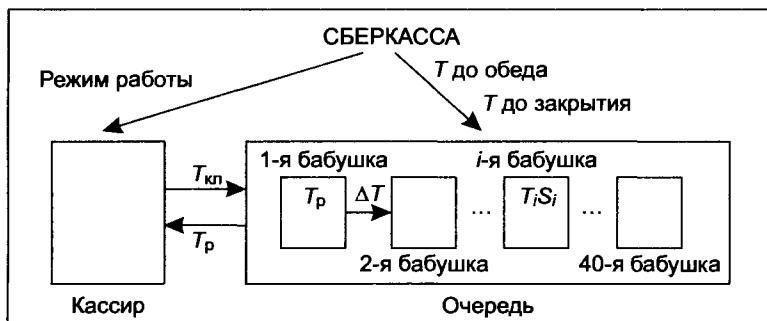 СБЕРКАССА
Режим работы
T до обеда
T до закрытия
1-я бабушка
i-я бабушка
Tкл
Tр
Tр
ΔT
...
TiSi
...
2-я бабушка
40-я бабушка
Кассир
Очередь